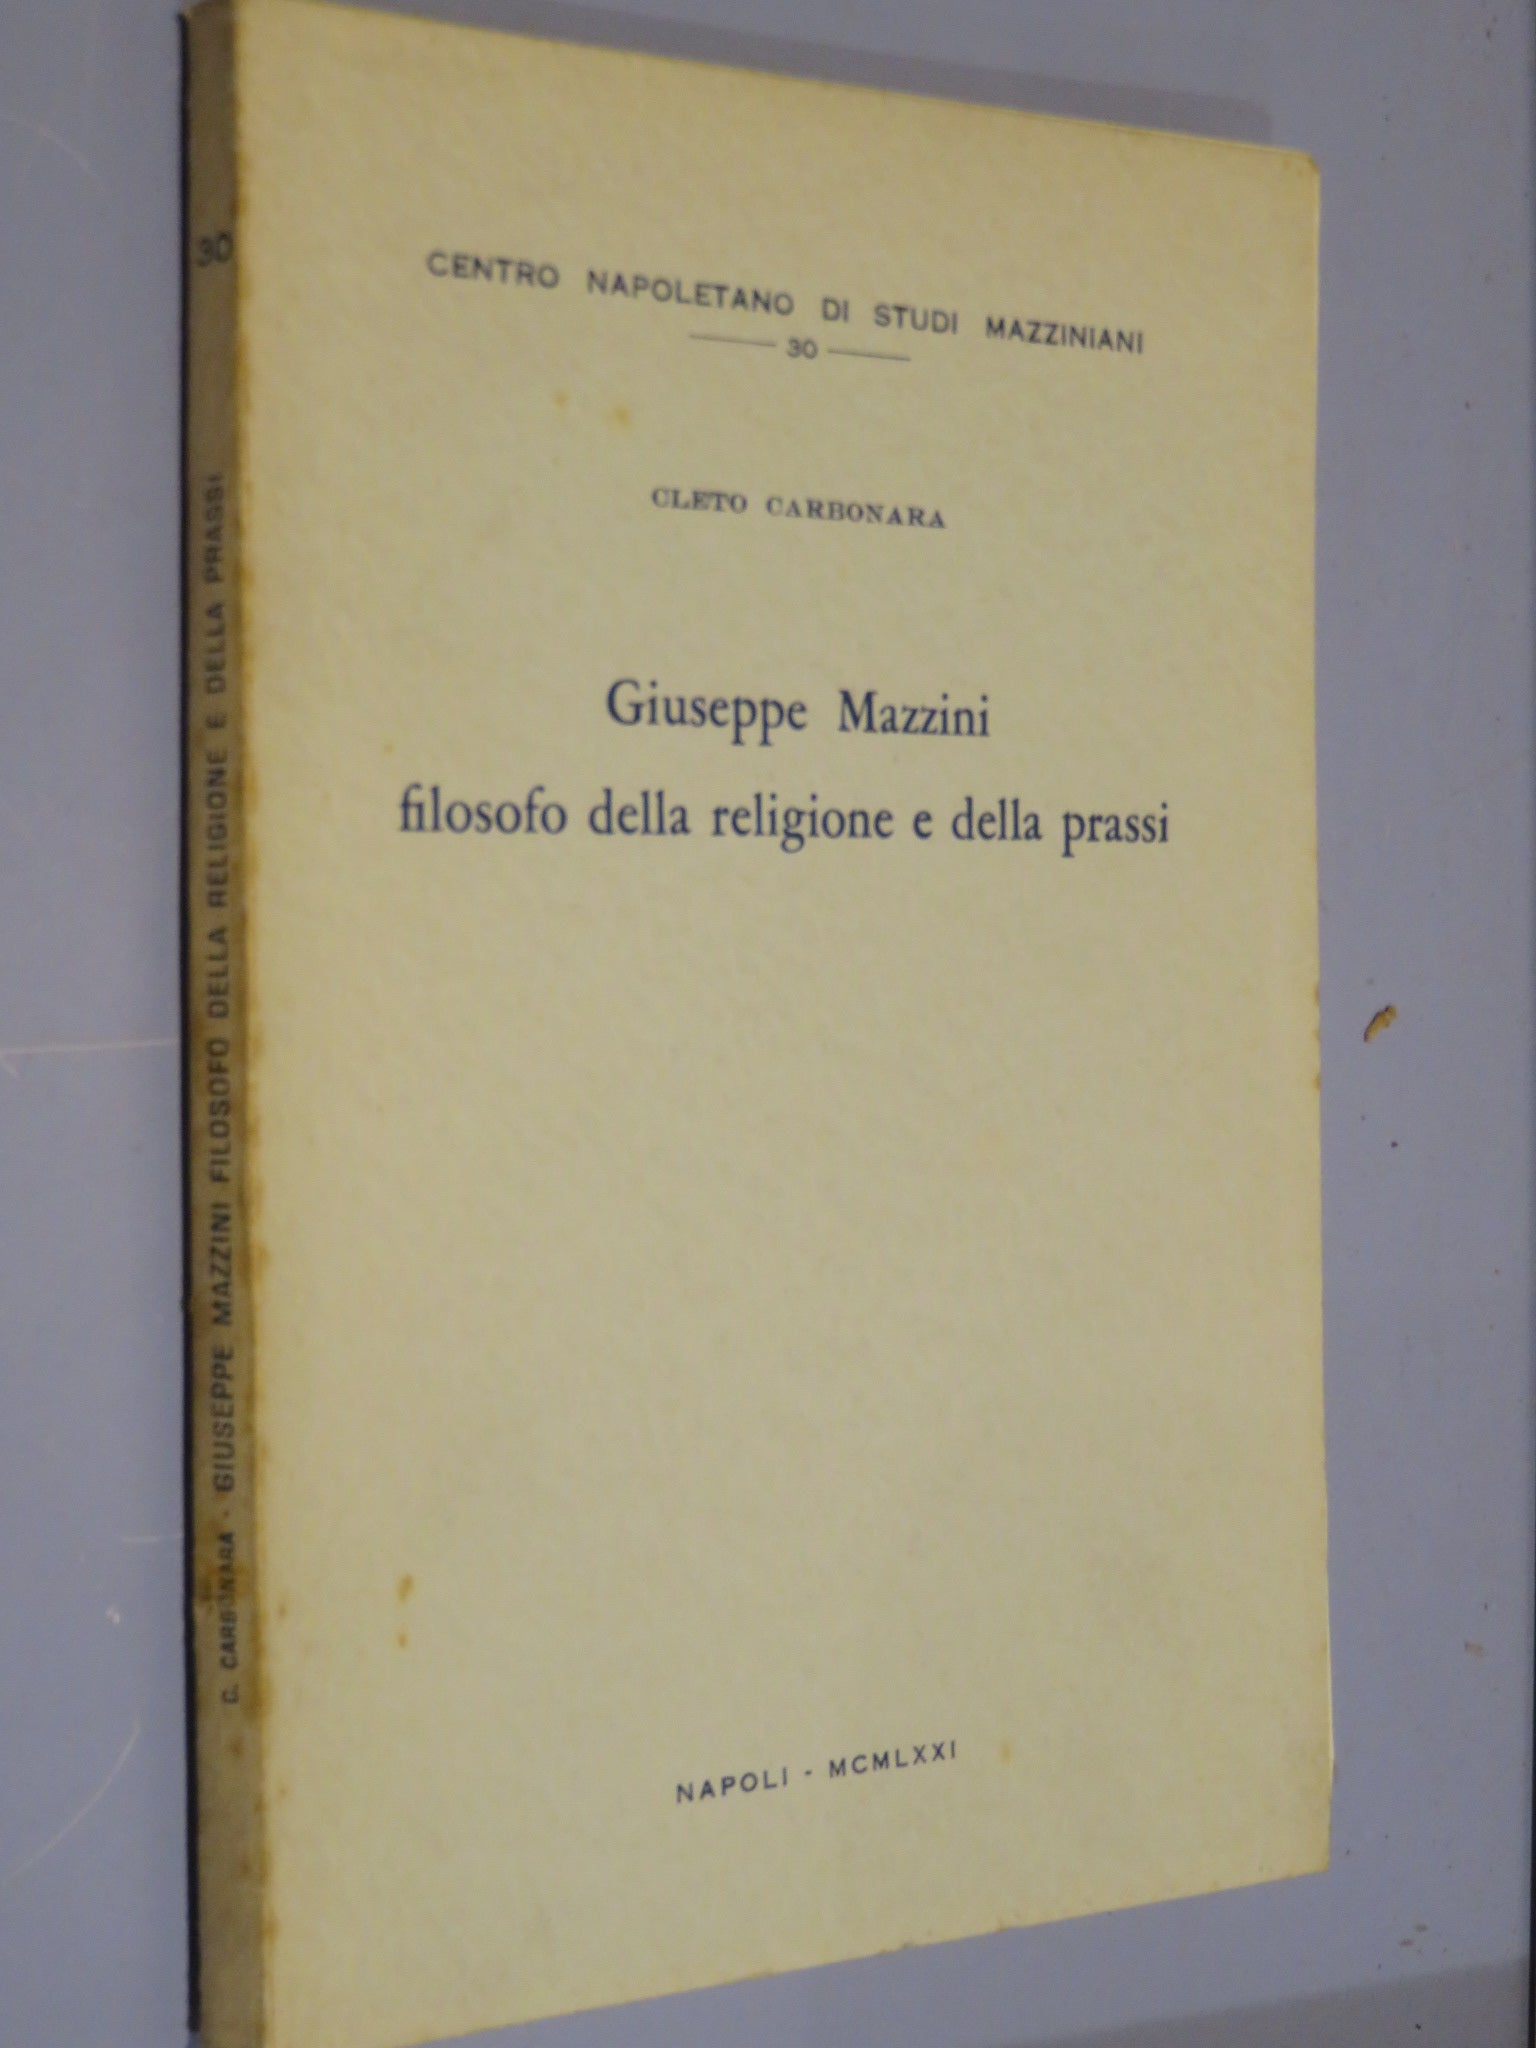 CENTRO NAPOLETANO DI STUDI MAZZINIANI
30
CLETO CARBONARA
Giuseppe Mazzini
filosofo della religione e della prassi
NAPOLI - MCMLXXI
C. CARBONARA - GIUSEPPE MAZZINI FILOSOFO DELLA RELIGIONE E DELLA PRASSI
30